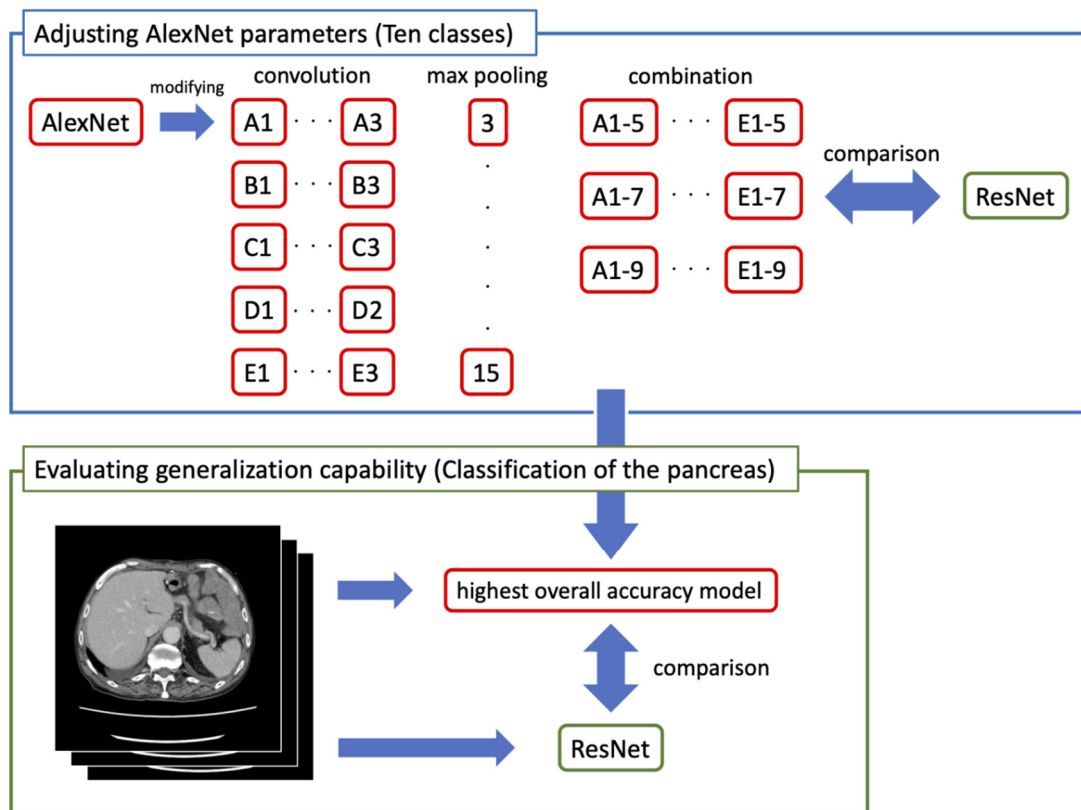 Adjusting AlexNet parameters (Ten classes)
convolution max pooling combination
modifying
AlexNet A1 · · · A3 3 A1-5 · · · E1-5
comparison
B1 · · · B3 A1-7 · · · E1-7 ResNet
C1 · · · C3 A1-9 · · · E1-9
D1 · · · D2
E1 · · · E3 15
Evaluating generalization capability (Classification of the pancreas)
highest overall accuracy model
comparison
ResNet